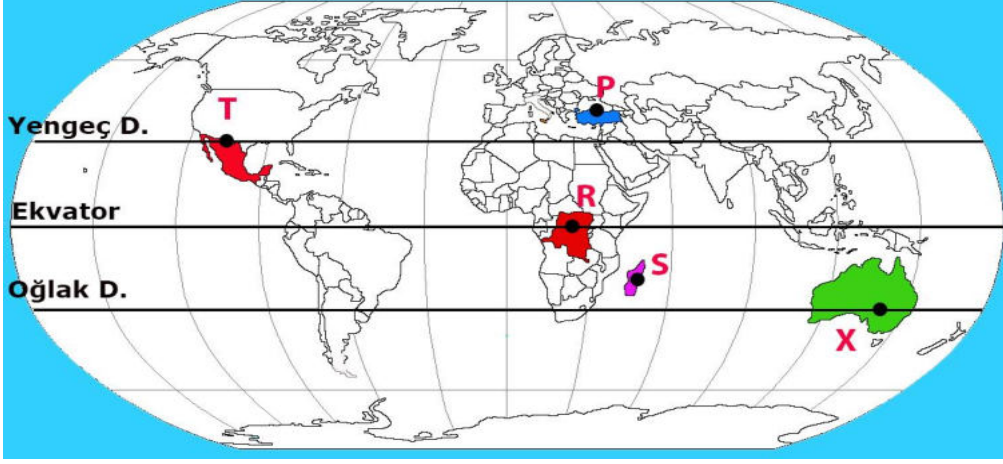 P
T
Yengeç D.
R
Ekvator
S
Oğlak D.
X